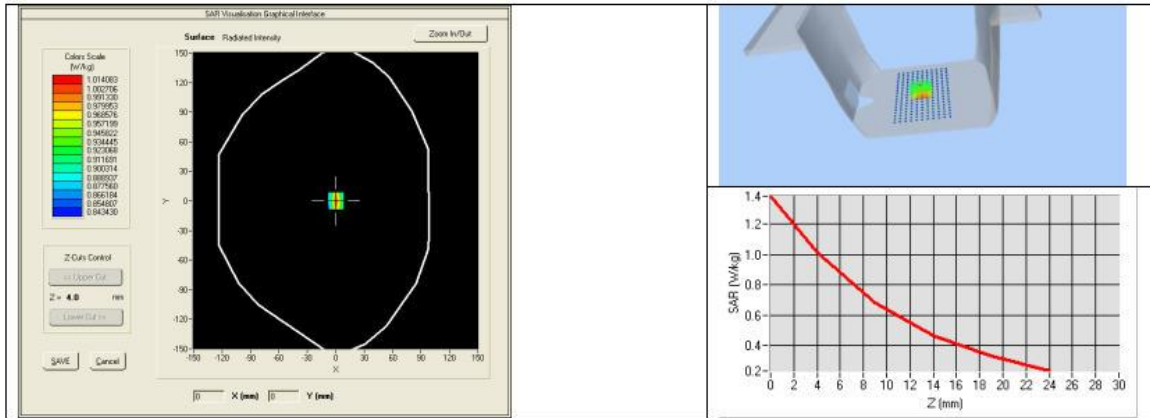 SAR Visualisation Graphical Interface
Surface Radiated Intensity
Zoom In/Out
Colors Scale
(W/kg)
1.014083
1.002706
0.991330
0.979953
0.968576
0.957199
0.945822
0.934445
0.923068
0.911691
0.900314
0.888937
0.877560
0.866184
0.854807
0.843430
Z-Cuts Control
<< Upper Cut
Z = 4.0 mm
Lower Cut >>
SAVE Cancel
150
120
90
60
30
0
-30
-60
-90
-120
-150
Y
-150 -120 -90 -60 -30 0 30 60 90 120 150
X
0 X (mm) 0 Y (mm)
1.4
1.2
1.0
0.8
0.6
0.4
0.2
SAR (W/kg)
0 2 4 6 8 10 12 14 16 18 20 22 24 26 28 30
Z (mm)